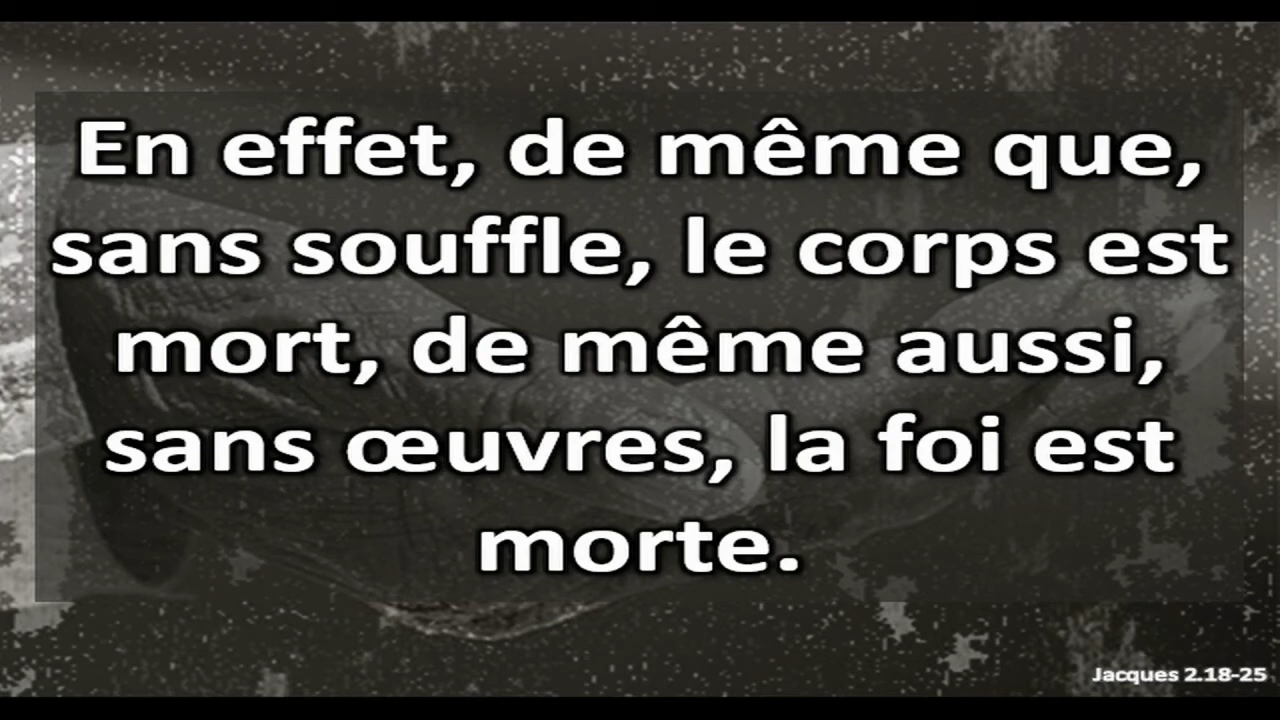 En effet, de même que,
sans souffle, le corps est
mort, de même aussi,
sans œuvres, la foi est
morte.
Jacques 2.18-25